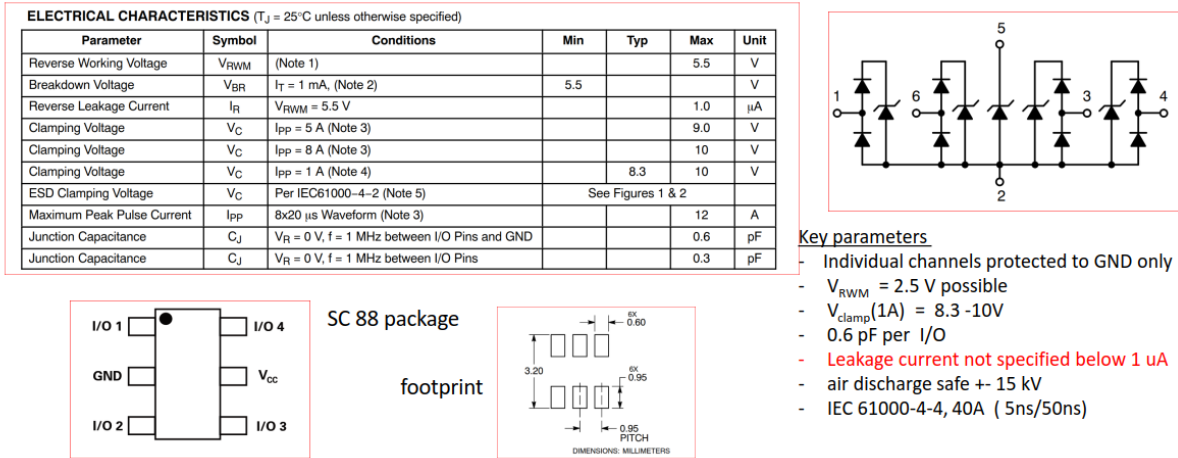 ELECTRICAL CHARACTERISTICS (TJ = 25°C unless otherwise specified)
Parameter Symbol Conditions Min Typ Max Unit
Reverse Working Voltage VRWM (Note 1) 5.5 V
Breakdown Voltage VBR IT = 1 mA, (Note 2) 5.5 V
Reverse Leakage Current IR VRWM = 5.5 V 1.0 μA
Clamping Voltage VC IPP = 5 A (Note 3) 9.0 V
Clamping Voltage VC IPP = 8 A (Note 3) 10 V
Clamping Voltage VC IPP = 1 A (Note 4) 8.3 10 V
ESD Clamping Voltage VC Per IEC61000−4−2 (Note 5) See Figures 1 & 2
Maximum Peak Pulse Current IPP 8x20 μs Waveform (Note 3) 12 A
Junction Capacitance CJ VR = 0 V, f = 1 MHz between I/O Pins and GND 0.6 pF
Junction Capacitance CJ VR = 0 V, f = 1 MHz between I/O Pins 0.3 pF
5
1 6 3 4
2
Key parameters
- Individual channels protected to GND only
- VRWM = 2.5 V possible
- Vclamp(1A) = 8.3 -10V
- 0.6 pF per I/O
- Leakage current not specified below 1 uA
- air discharge safe +- 15 kV
- IEC 61000-4-4, 40A ( 5ns/50ns)
I/O 1 I/O 4
GND VCC
I/O 2 I/O 3
SC 88 package
footprint
6X
0.60
3.20
6X
0.95
0.95
PITCH
DIMENSIONS: MILLIMETERS